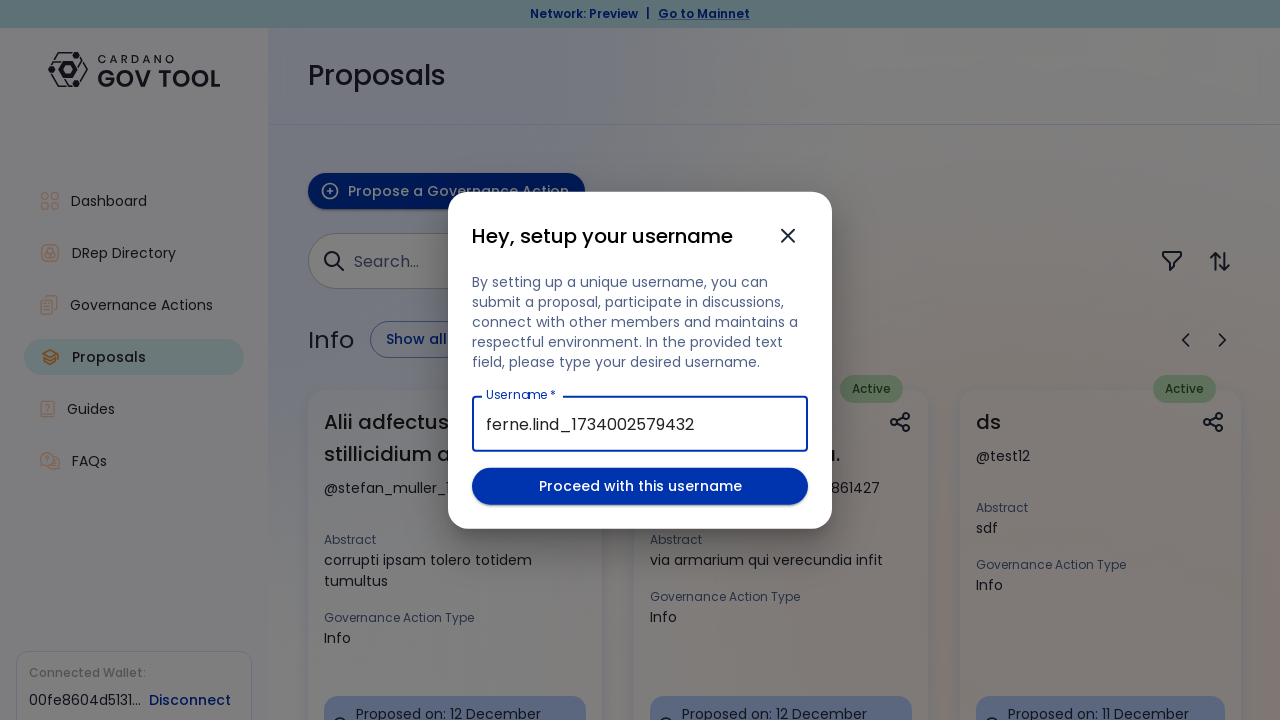 Network: Preview | Go to Mainnet
CARDANO
GOV TOOL
Dashboard
DRep Directory
Governance Actions
Proposals
Guides
FAQs
Connected Wallet:
00fe8604d5131... Disconnect
Proposals
Propose a Governance Action
Search...
Info
Show all
Hey, setup your username
By setting up a unique username, you can
submit a proposal, participate in discussions,
connect with other members and maintains a
respectful environment. In the provided text
field, please type your desired username.
Username *
ferne.lind_1734002579432
Proceed with this username
Alii adfectus
stillicidium
@stefan_muller_
Abstract
corrupti ipsam tolero totidem
tumultus
Governance Action Type
Info
Proposed on: 12 December
Active
861427
Abstract
via armarium qui verecundia infit
Governance Action Type
Info
Proposed on: 12 December
Active
ds
@test12
Abstract
sdf
Governance Action Type
Info
Proposed on: 11 December